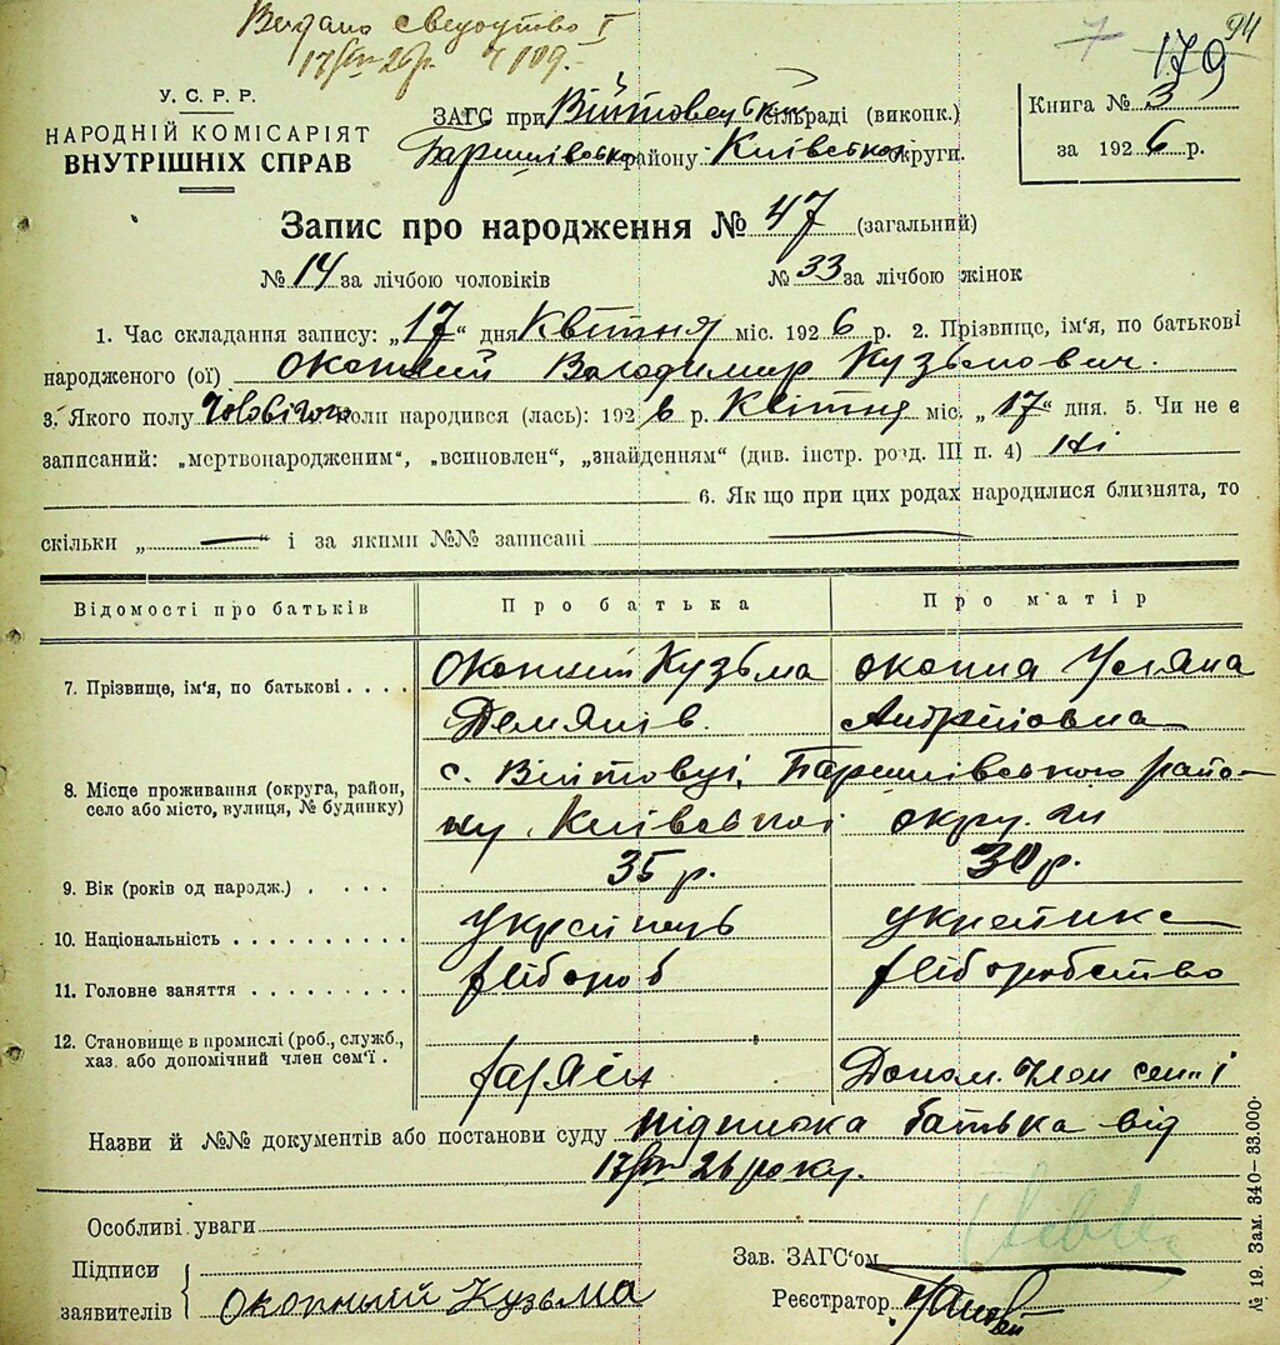 Видано свідоцтво І
17/IV 26 р. № 109.-
7
94
179
У. С. Р. Р.
НАРОДНІЙ КОМІСАРІЯТ
ВНУТРІШНІХ СПРАВ
ЗАГС при Війтовецькій сільраді (виконк.)
Баришівського району Київської округи.
Книга № 3
за 1926 р.
Запис про народження № 47 (загальний)
№ 14 за лічбою чоловіків № 33 за лічбою жінок
1. Час складання запису: „17“ дня Квітня міс. 1926 р. 2. Прізвище, ім'я, по батькові
народженого (ої) Окопний Володимир Кузьмович.
3. Якого полу чоловічого коли народився (лась): 1926 р. Квітня міс. „17“ дня. 5. Чи не є
записаний: „мертвонародженим“, „всиновлен“, „знайденням“ (див. інстр. розд. III п. 4) Ні
6. Як що при цих родах народилися близнята, то
скільки „ — “ і за якими №№ записані —
Відомості про батьків Про батька Про матір
7. Прізвище, ім'я, по батькові . . . . Окопний Кузьма Окопна Уляна
Демянів. Андріївна
8. Місце проживання (округа, район, село або місто, вулиця, № будинку) с. Війтовці, Баришівського райо-
ну, Київської округи
9. Вік (років од народж.) . . . . 35 р. 30 р.
10. Національність . . . . . . . . . . Українець Українка
11. Головне заняття . . . . . . . . . хлібороб хліборобство
12. Становище в промислі (роб., служб.,
хаз. або допомічний член сем'ї . хазяїн Допом. член сем'ї
Назви й №№ документів або постанови суду підписка батька від
17/IV 26 року.
Особливі уваги
Підписи
заявителів Окопный Кузьма
Зав. ЗАГС'ом
Реєстратор
№ 19. Зам. 340–33.000.